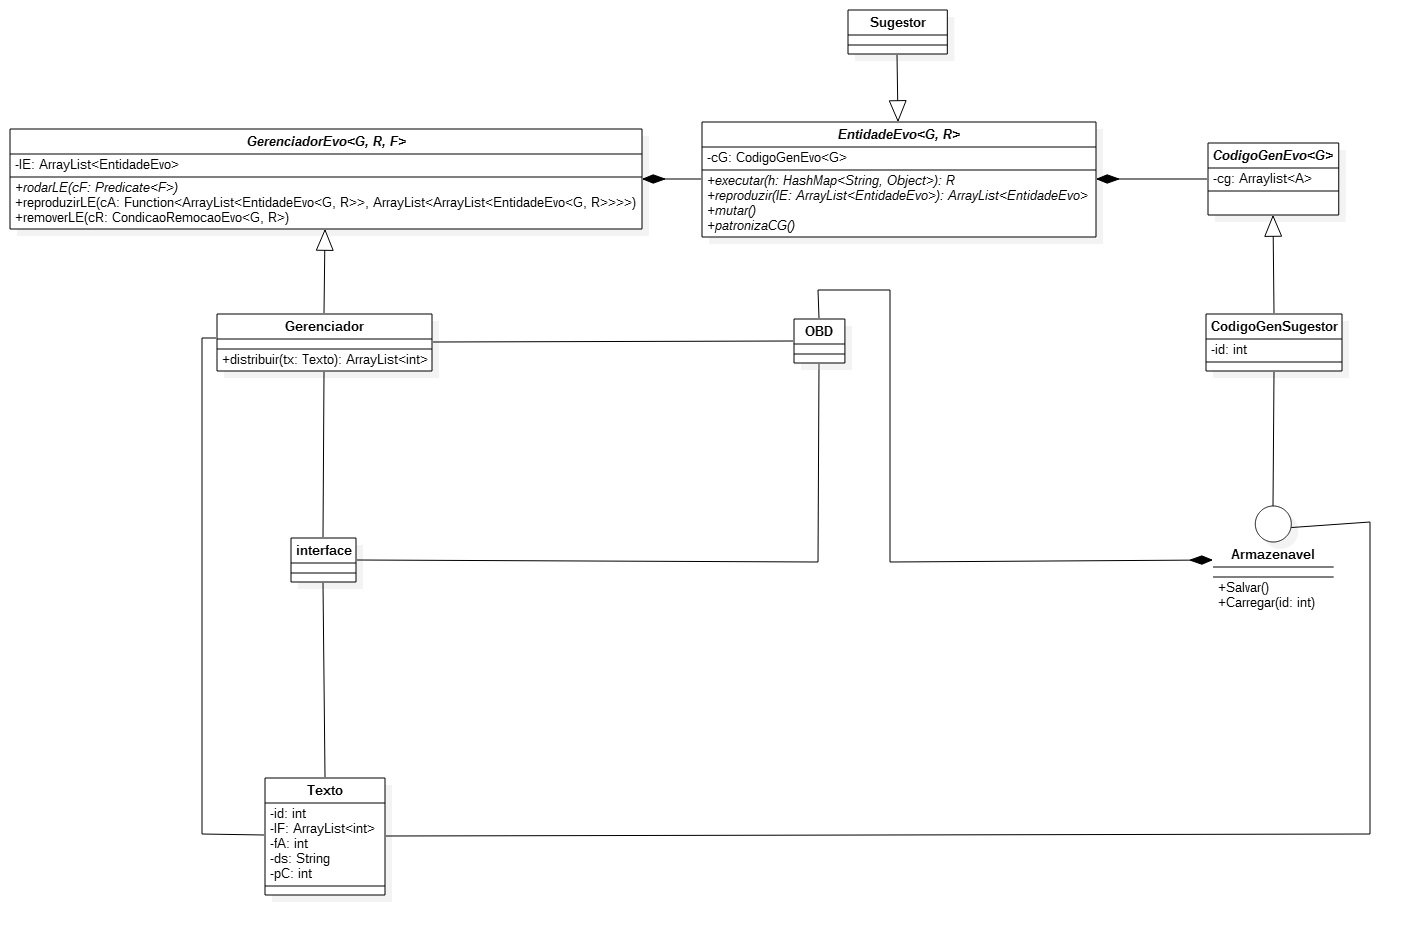 Sugestor
GerenciadorEvo<G, R, F>
-lE: ArrayList<EntidadeEvo>
+rodarLE(cF: Predicate<F>)
+reproduzirLE(cA: Function<ArrayList<EntidadeEvo<G, R>>, ArrayList<ArrayList<EntidadeEvo<G, R>>>>)
+removerLE(cR: CondicaoRemocaoEvo<G, R>)
EntidadeEvo<G, R>
-cG: CodigoGenEvo<G>
+executar(h: HashMap<String, Object>): R
+reproduzir(lE: ArrayList<EntidadeEvo>): ArrayList<EntidadeEvo>
+mutar()
+patronizaCG()
CodigoGenEvo<G>
-cg: Arraylist<A>
Gerenciador
+distribuir(tx: Texto): ArrayList<int>
OBD
CodigoGenSugestor
-id: int
interface
Armazenavel
+Salvar()
+Carregar(id: int)
Texto
-id: int
-lF: ArrayList<int>
-fA: int
-ds: String
-pC: int